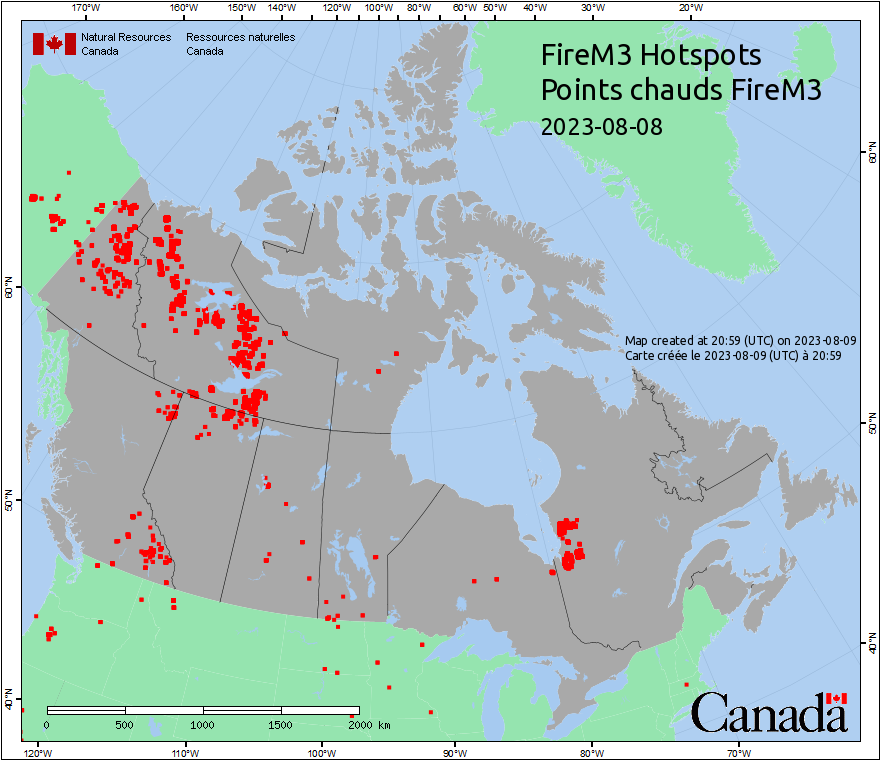 170°W 160°W 150°W 140°W 130°W 120°W 110°W 100°W 90°W 80°W 60°W 50°W 40°W 30°W 20°W
Natural Resources Ressources naturelles
Canada Canada
FireM3 Hotspots
Points chauds FireM3
2023-08-08
60°N
60°N
Map created at 20:59 (UTC) on 2023-08-09
Carte créée le 2023-08-09 (UTC) à 20:59
50°N
50°N
40°N
40°N
Canada
0 500 1000 1500 2000 km
120°W 110°W 100°W 90°W 80°W 70°W